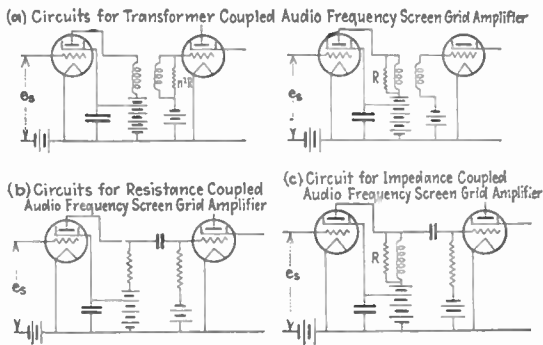 (a) Circuits for Transformer Coupled Audio Frequency Screen Grid Amplifier
es
n²R
es
R
(b) Circuits for Resistance Coupled
Audio Frequency Screen Grid Amplifier
(c) Circuit for Impedance Coupled
Audio Frequency Screen Grid Amplifier
es
es
R